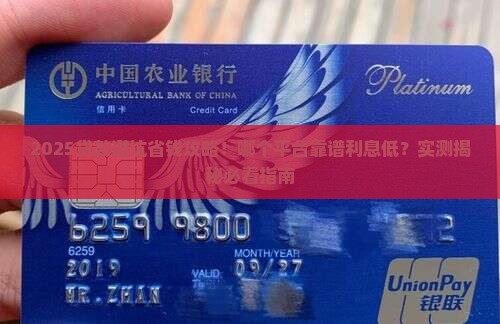 中国农业银行
AGRICULTURAL BANK OF CHINA
信用卡 Credit Card
Platinum
2025 坑省钱攻略！哪个平台靠谱利息低？实测揭
秘必看指南
6259 9800 2
6259
MONTH/YEAR
2019 VALID 09/27
MR.ZHAN
UnionPay
银联